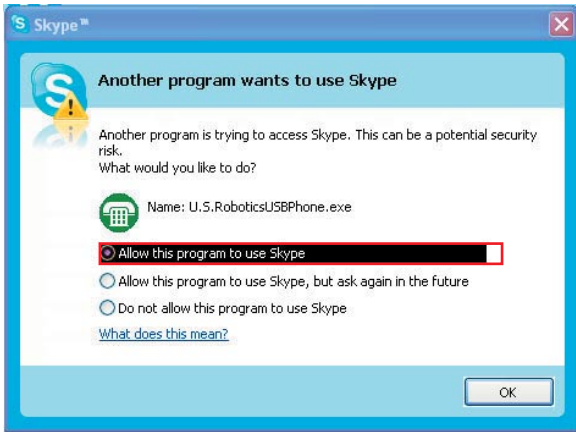 Skype™
Another program wants to use Skype
Another program is trying to access Skype. This can be a potential security
risk.
What would you like to do?
Name: U.S.RoboticsUSBPhone.exe
Allow this program to use Skype
Allow this program to use Skype, but ask again in the future
Do not allow this program to use Skype
What does this mean?
OK